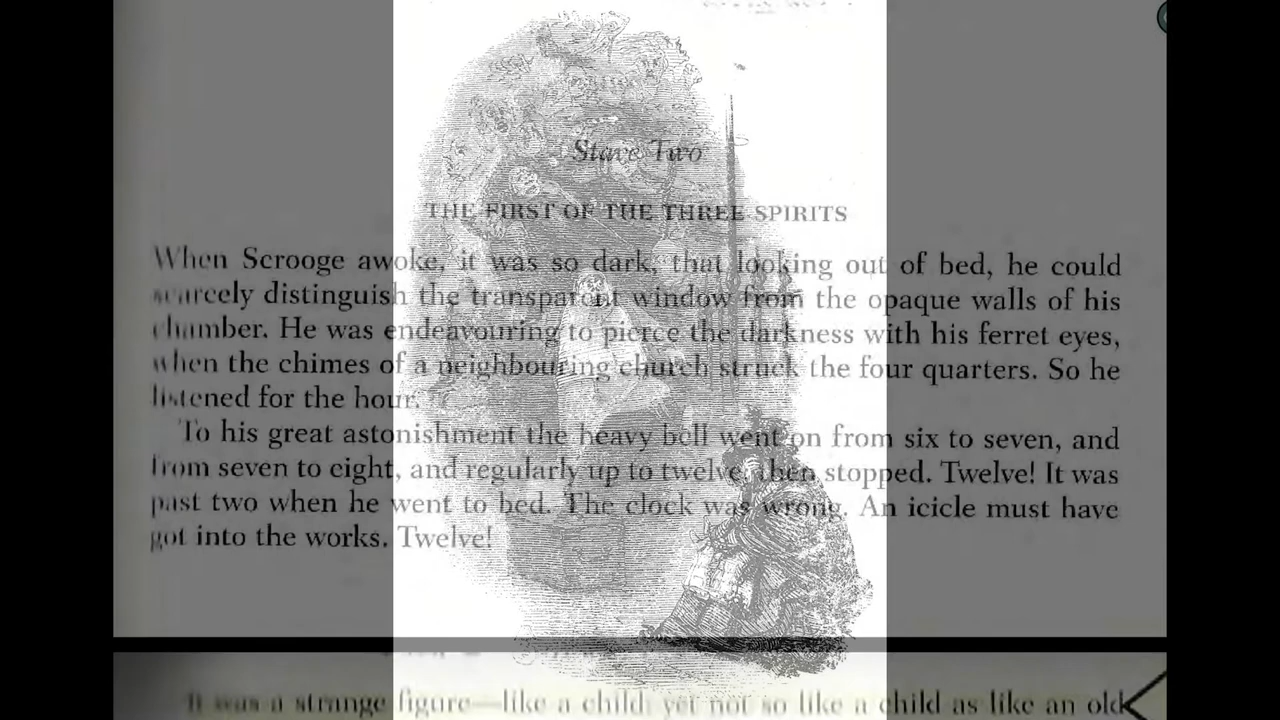 Stave Two
THE FIRST OF THE THREE SPIRITS
When Scrooge awoke, it was so dark, that looking out of bed, he could
scarcely distinguish the transparent window from the opaque walls of his
chamber. He was endeavouring to pierce the darkness with his ferret eyes,
when the chimes of a neighbouring church struck the four quarters. So he
listened for the hour.
To his great astonishment the heavy bell went on from six to seven, and
from seven to eight, and regularly up to twelve, then stopped. Twelve! It was
past two when he went to bed. The clock was wrong. An icicle must have
got into the works. Twelve!
It was a strange figure—like a child: yet not so like a child as like an old